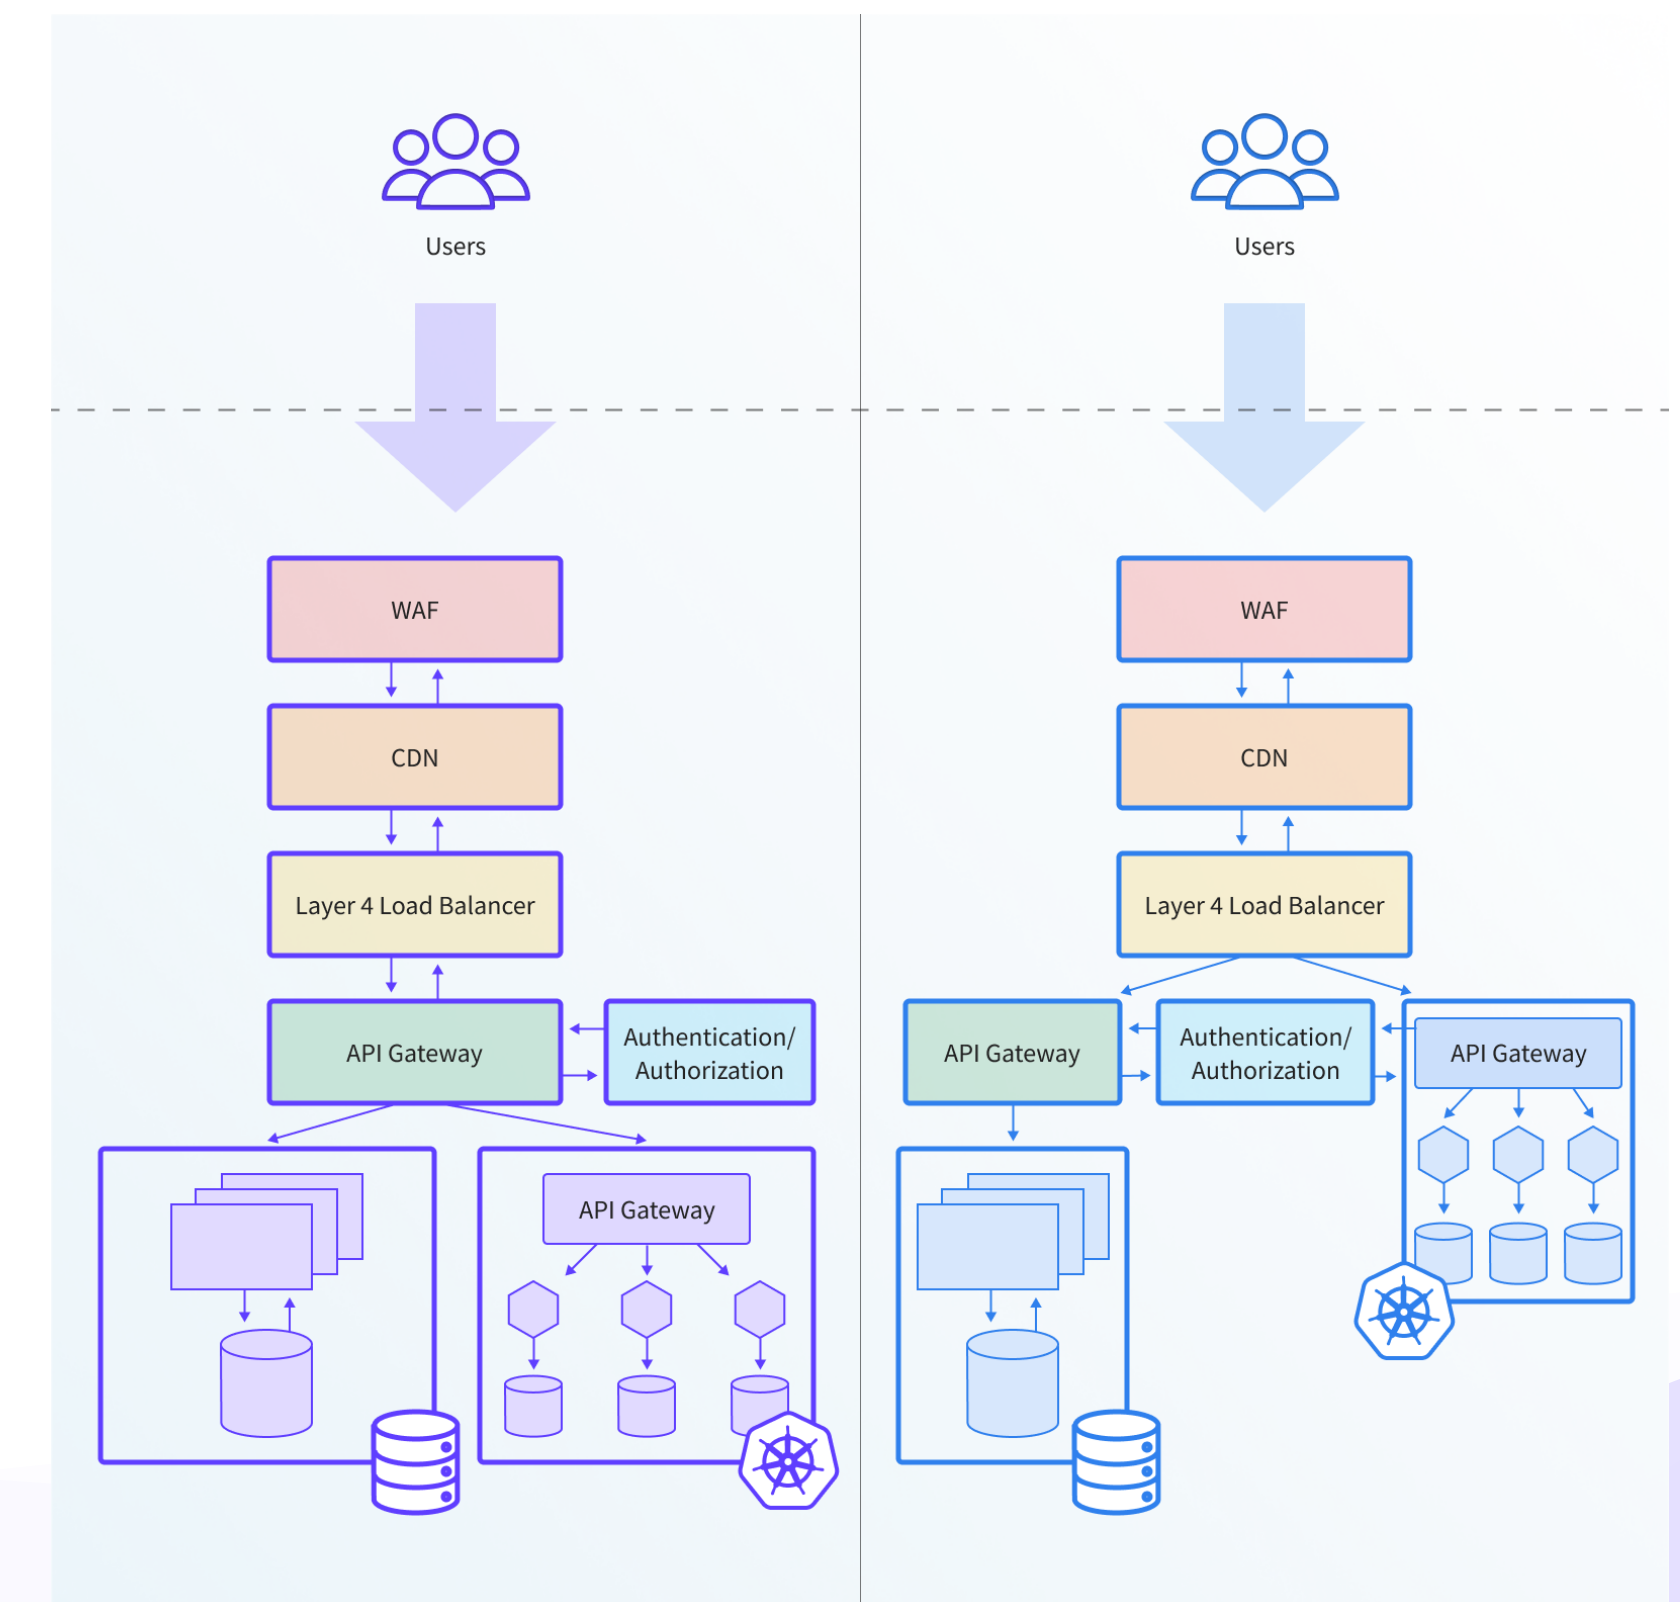 Users
WAF
CDN
Layer 4 Load Balancer
API Gateway
Authentication/
Authorization
API Gateway
Users
WAF
CDN
Layer 4 Load Balancer
API Gateway
Authentication/
Authorization
API Gateway